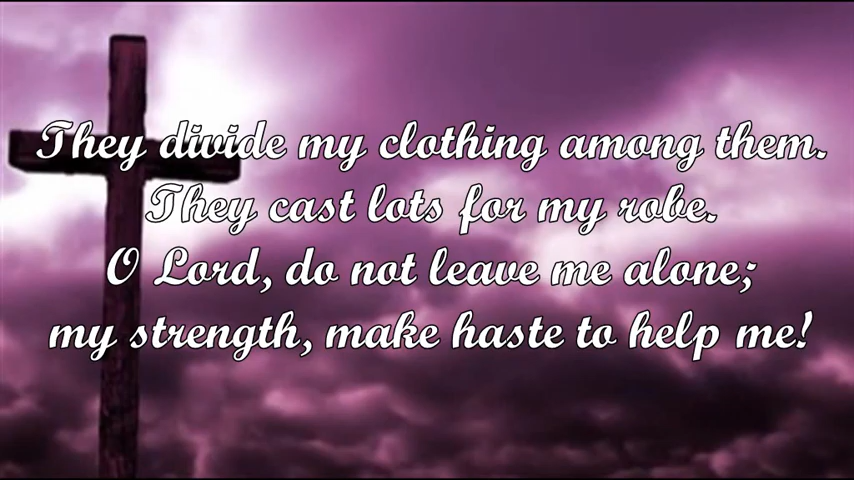 They divide my clothing among them.
They cast lots for my robe.
O Lord, do not leave me alone;
my strength, make haste to help me!